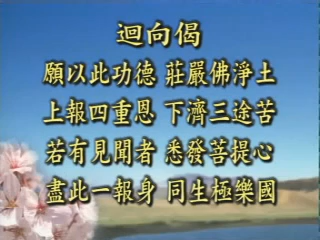 迴向偈
願以此功德 莊嚴佛淨土
上報四重恩 下濟三途苦
若有見聞者 悉發菩提心
盡此一報身 同生極樂國